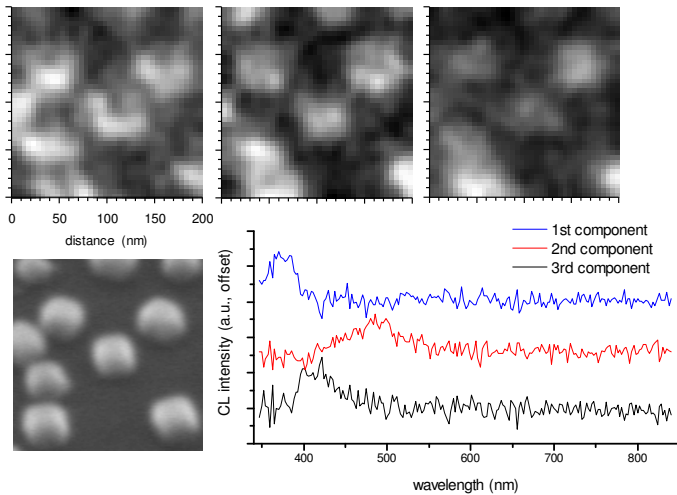 0 50 100 150 200
distance (nm)
1st component
2nd component
3rd component
CL intensity (a.u., offset)
400 500 600 700 800
wavelength (nm)